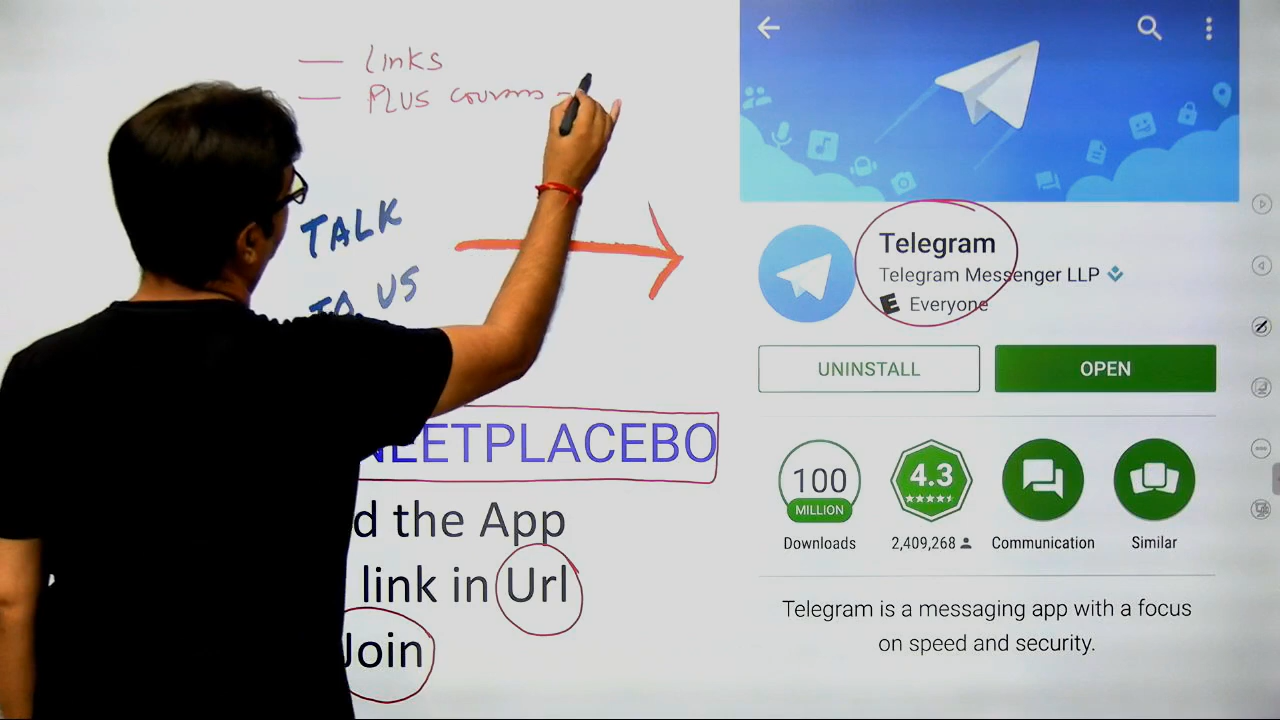 — links
— PLUS courses -
TALK
TO US
NEETPLACEBO
d the App
link in Url
Join
Telegram
Telegram Messenger LLP
E Everyone
UNINSTALL
OPEN
100
MILLION
Downloads
4.3
2,409,268
Communication
Similar
Telegram is a messaging app with a focus
on speed and security.